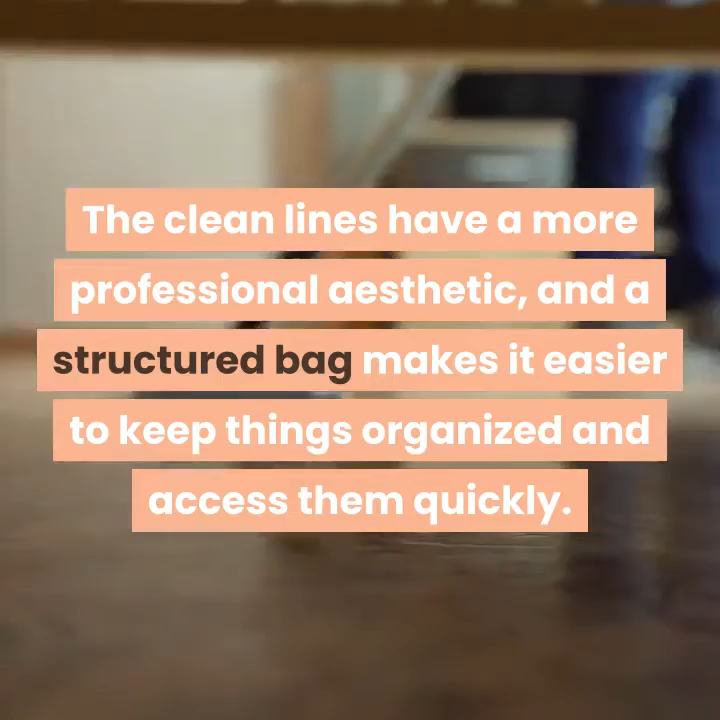 The clean lines have a more
professional aesthetic, and a
structured bag makes it easier
to keep things organized and
access them quickly.